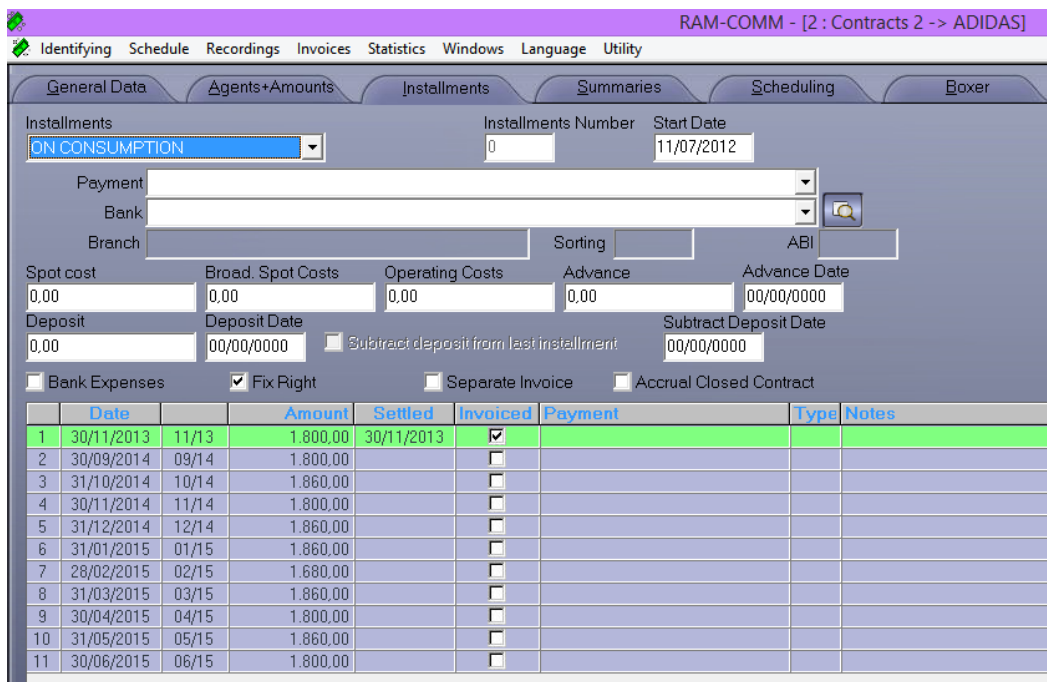 RAM-COMM - [2 : Contracts 2 -> ADIDAS]
Identifying Schedule Recordings Invoices Statistics Windows Language Utility
General Data Agents+Amounts Installments Summaries Scheduling Boxer
Installments Installments Number Start Date
ON CONSUMPTION 0 11/07/2012
Payment
Bank
Branch Sorting ABI
Spot cost Broad. Spot Costs Operating Costs Advance Advance Date
0,00 0,00 0,00 0,00 00/00/0000
Deposit Deposit Date Subtract deposit from last installment Subtract Deposit Date
0,00 00/00/0000 00/00/0000
Bank Expenses Fix Right Separate Invoice Accrual Closed Contract
Date Amount Settled Invoiced Payment Type Notes
1 30/11/2013 11/13 1.800,00 30/11/2013
2 30/09/2014 09/14 1.800,00
3 31/10/2014 10/14 1.860,00
4 30/11/2014 11/14 1.800,00
5 31/12/2014 12/14 1.860,00
6 31/01/2015 01/15 1.860,00
7 28/02/2015 02/15 1.680,00
8 31/03/2015 03/15 1.860,00
9 30/04/2015 04/15 1.800,00
10 31/05/2015 05/15 1.860,00
11 30/06/2015 06/15 1.800,00